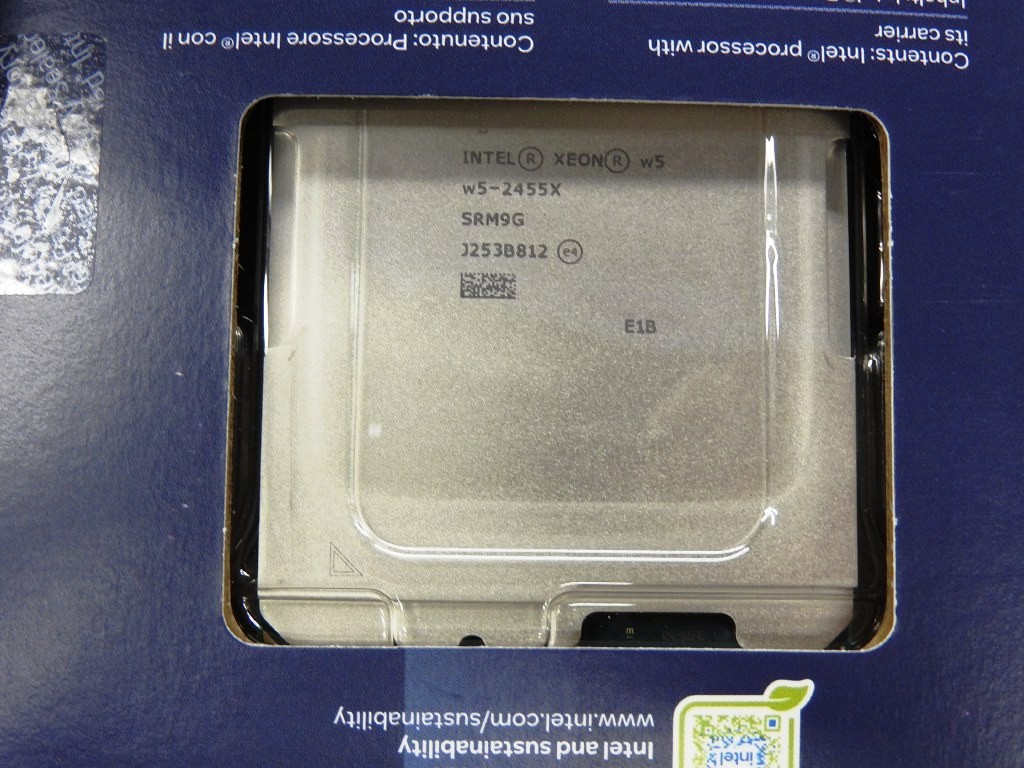 Contents: Intel® processor with
its carrier
Contenuto: Processore Intel® con il
suo supporto
INTEL® XEON® w5
w5-2455X
SRM9G
J253B812 e4
E1B
m
Intel and sustainability
www.intel.com/sustainability
intel